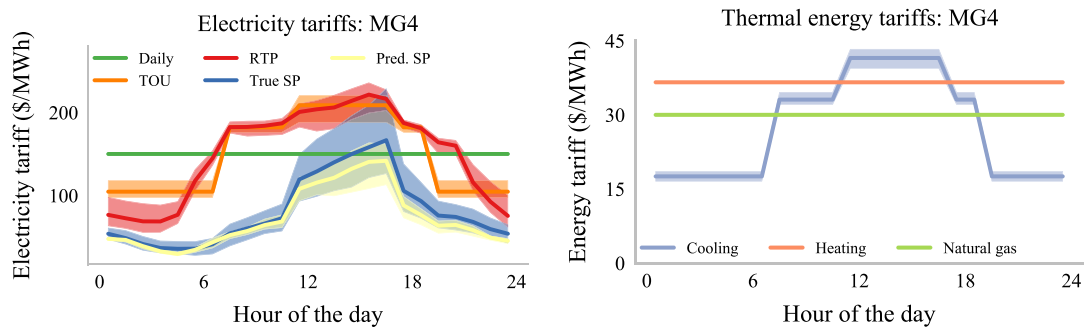 Electricity tariffs: MG4
Electricity tariff ($/MWh)
Daily RTP Pred. SP
TOU True SP
200
100
0 6 12 18 24
Hour of the day
Thermal energy tariffs: MG4
Energy tariff ($/MWh)
45
30
15
0
Cooling Heating Natural gas
0 6 12 18 24
Hour of the day